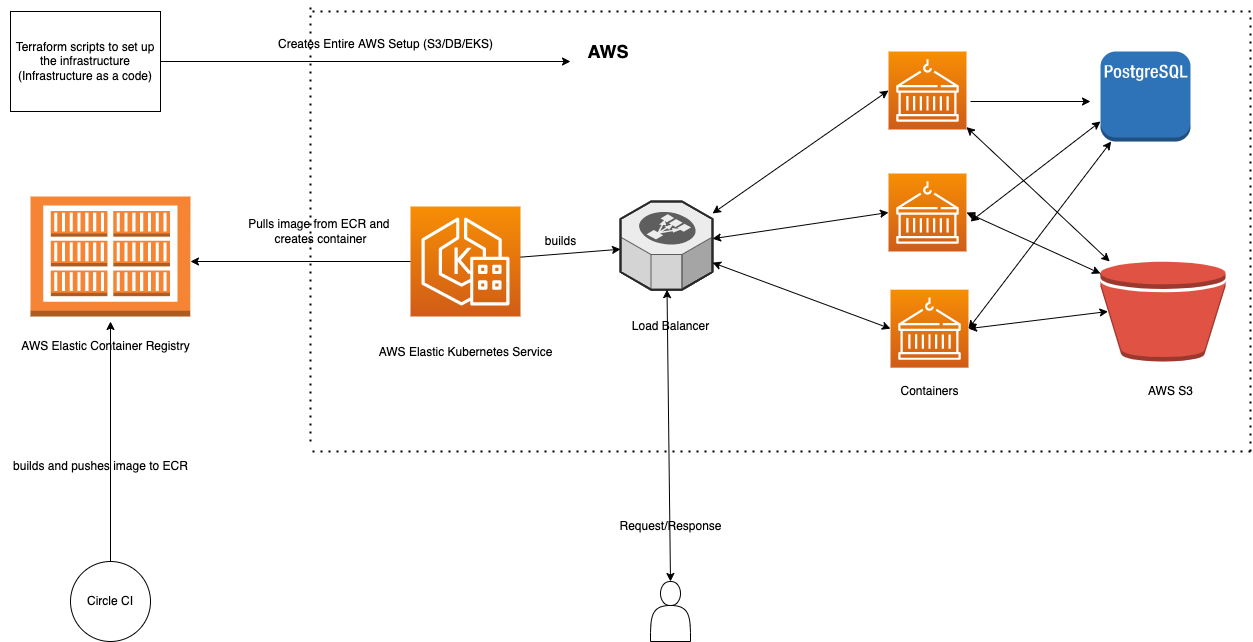 Terraform scripts to set up
the infrastructure
(Infrastructure as a code)
Creates Entire AWS Setup (S3/DB/EKS)
AWS
PostgreSQL
Pulls image from ECR and
creates container
builds
K
Load Balancer
AWS Elastic Container Registry
AWS Elastic Kubernetes Service
Containers
AWS S3
builds and pushes image to ECR
Request/Response
Circle CI